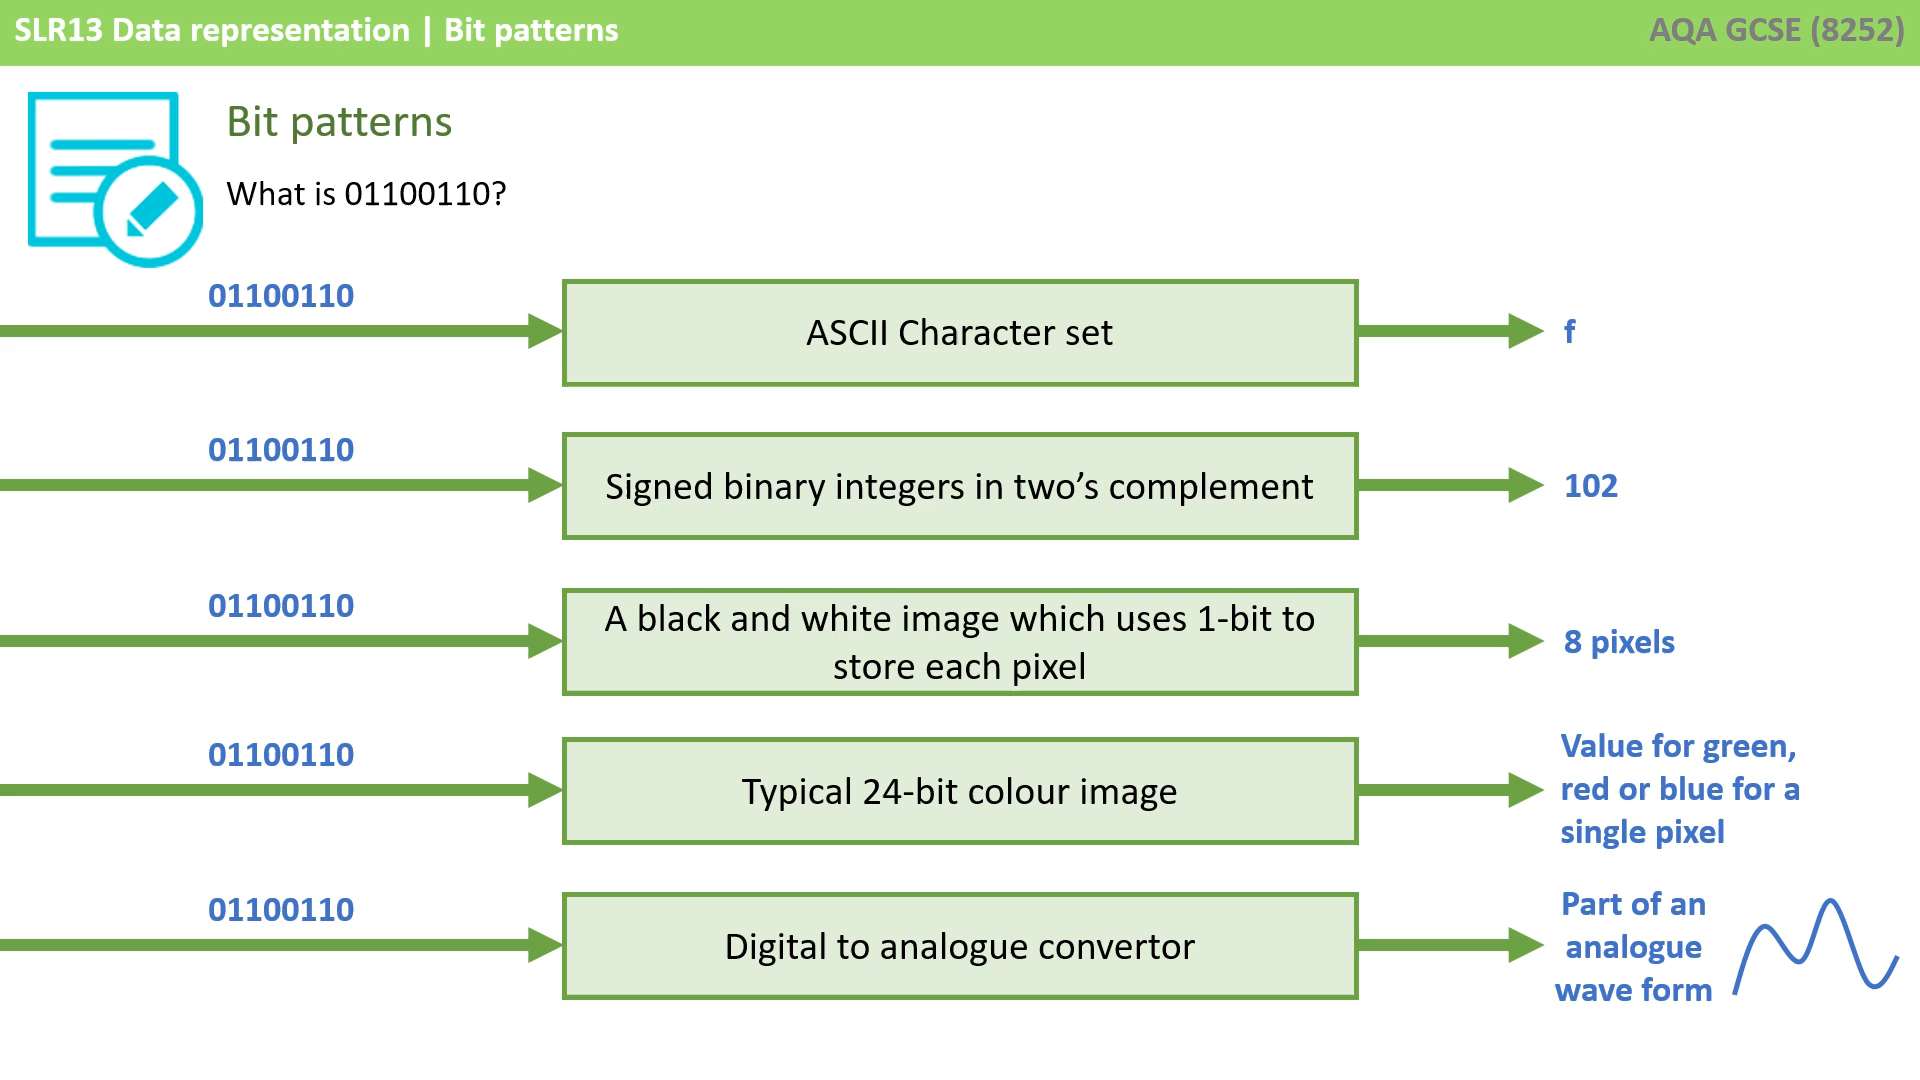 SLR13 Data representation | Bit patterns
AQA GCSE (8252)
Bit patterns
What is 01100110?
01100110
ASCII Character set
f
01100110
Signed binary integers in two’s complement
102
01100110
A black and white image which uses 1-bit to
store each pixel
8 pixels
01100110
Typical 24-bit colour image
Value for green,
red or blue for a
single pixel
01100110
Digital to analogue convertor
Part of an
analogue
wave form